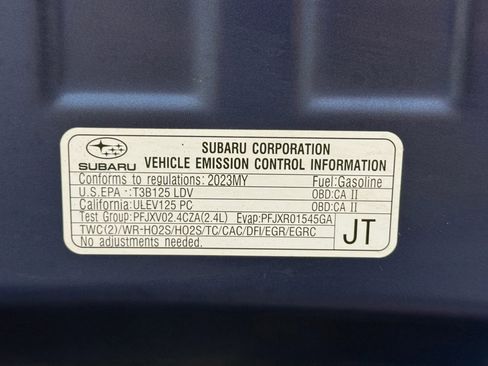 SUBARU CORPORATION
SUBARU VEHICLE EMISSION CONTROL INFORMATION
Conforms to regulations: 2023MY Fuel:Gasoline
U.S.EPA :T3B125 LDV OBD:CA II
California:ULEV125 PC OBD:CA II
Test Group:PFJXV02.4CZA(2.4L) Evap:PFJXR01545GA
TWC(2)/WR-HO2S/HO2S/TC/CAC/DFI/EGR/EGRC JT
No adjustments needed.